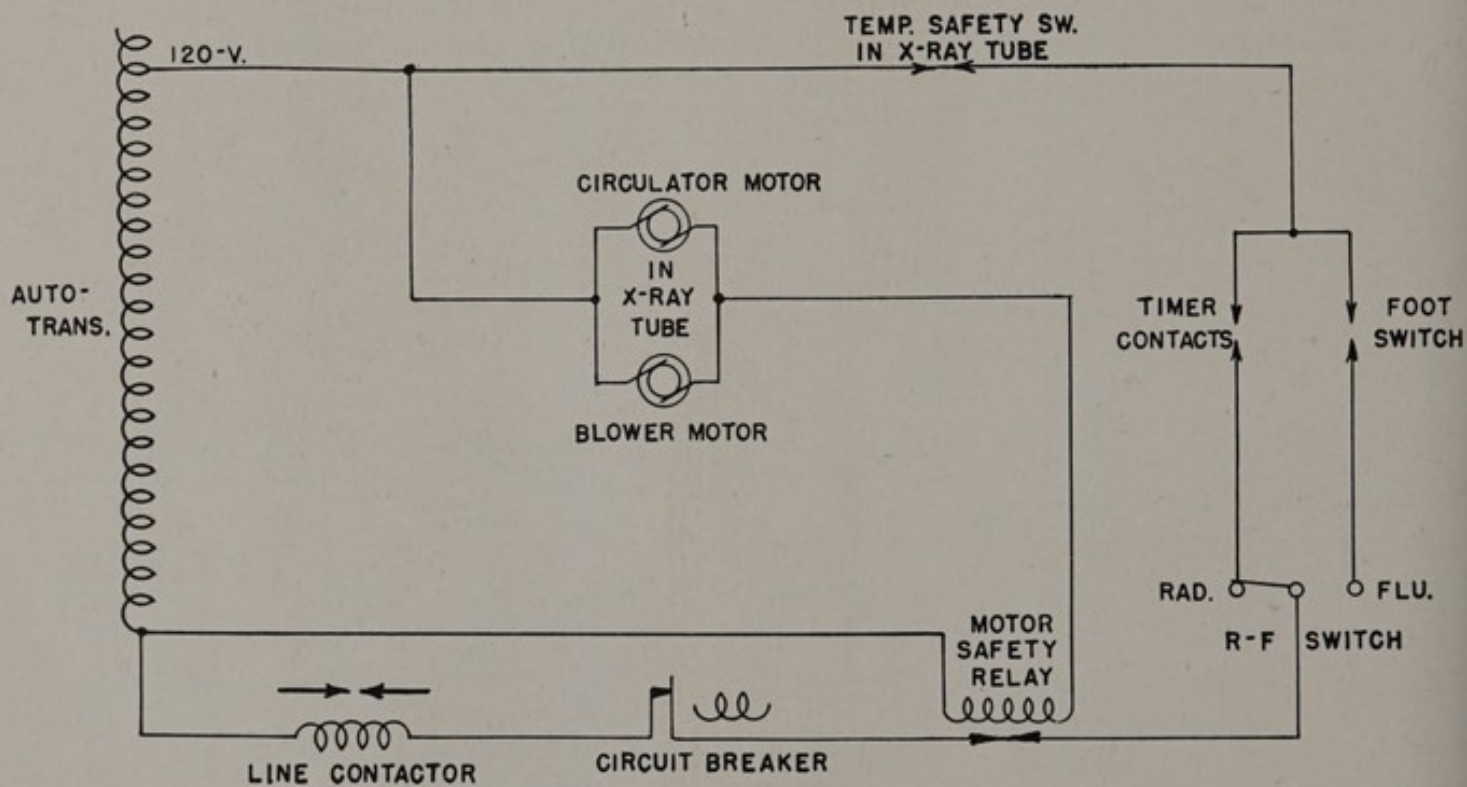 TEMP. SAFETY SW.
IN X-RAY TUBE
120-V.
CIRCULATOR MOTOR
IN
X-RAY
TUBE
BLOWER MOTOR
AUTO-
TRANS.
TIMER
CONTACTS
FOOT
SWITCH
RAD.
FLU.
R-F SWITCH
MOTOR
SAFETY
RELAY
LINE CONTACTOR
CIRCUIT BREAKER